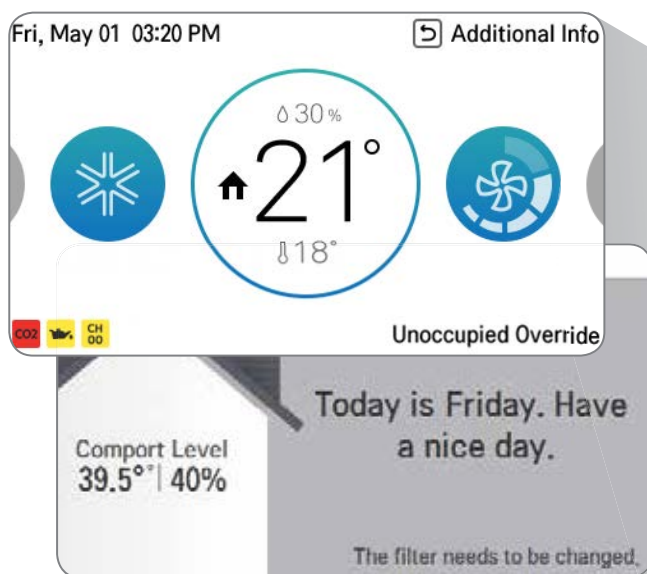 Fri, May 01 03:20 PM
Additional Info
30%
21°
18°
CO2
CH
00
Unoccupied Override
Today is Friday. Have
a nice day.
Comport Level
39.5°| 40%
The filter needs to be changed.